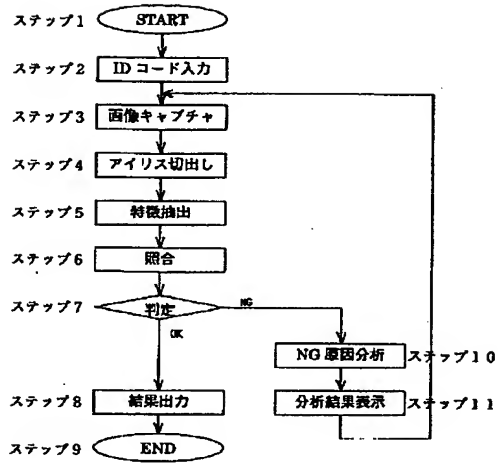 ステップ1 START
ステップ2 IDコード入力
ステップ3 画像キャプチャ
ステップ4 アイリス切出し
ステップ5 特徴抽出
ステップ6 照合
ステップ7 判定 NG
OK
NG原因分析 ステップ10
ステップ8 結果出力 分析結果表示 ステップ11
ステップ9 END